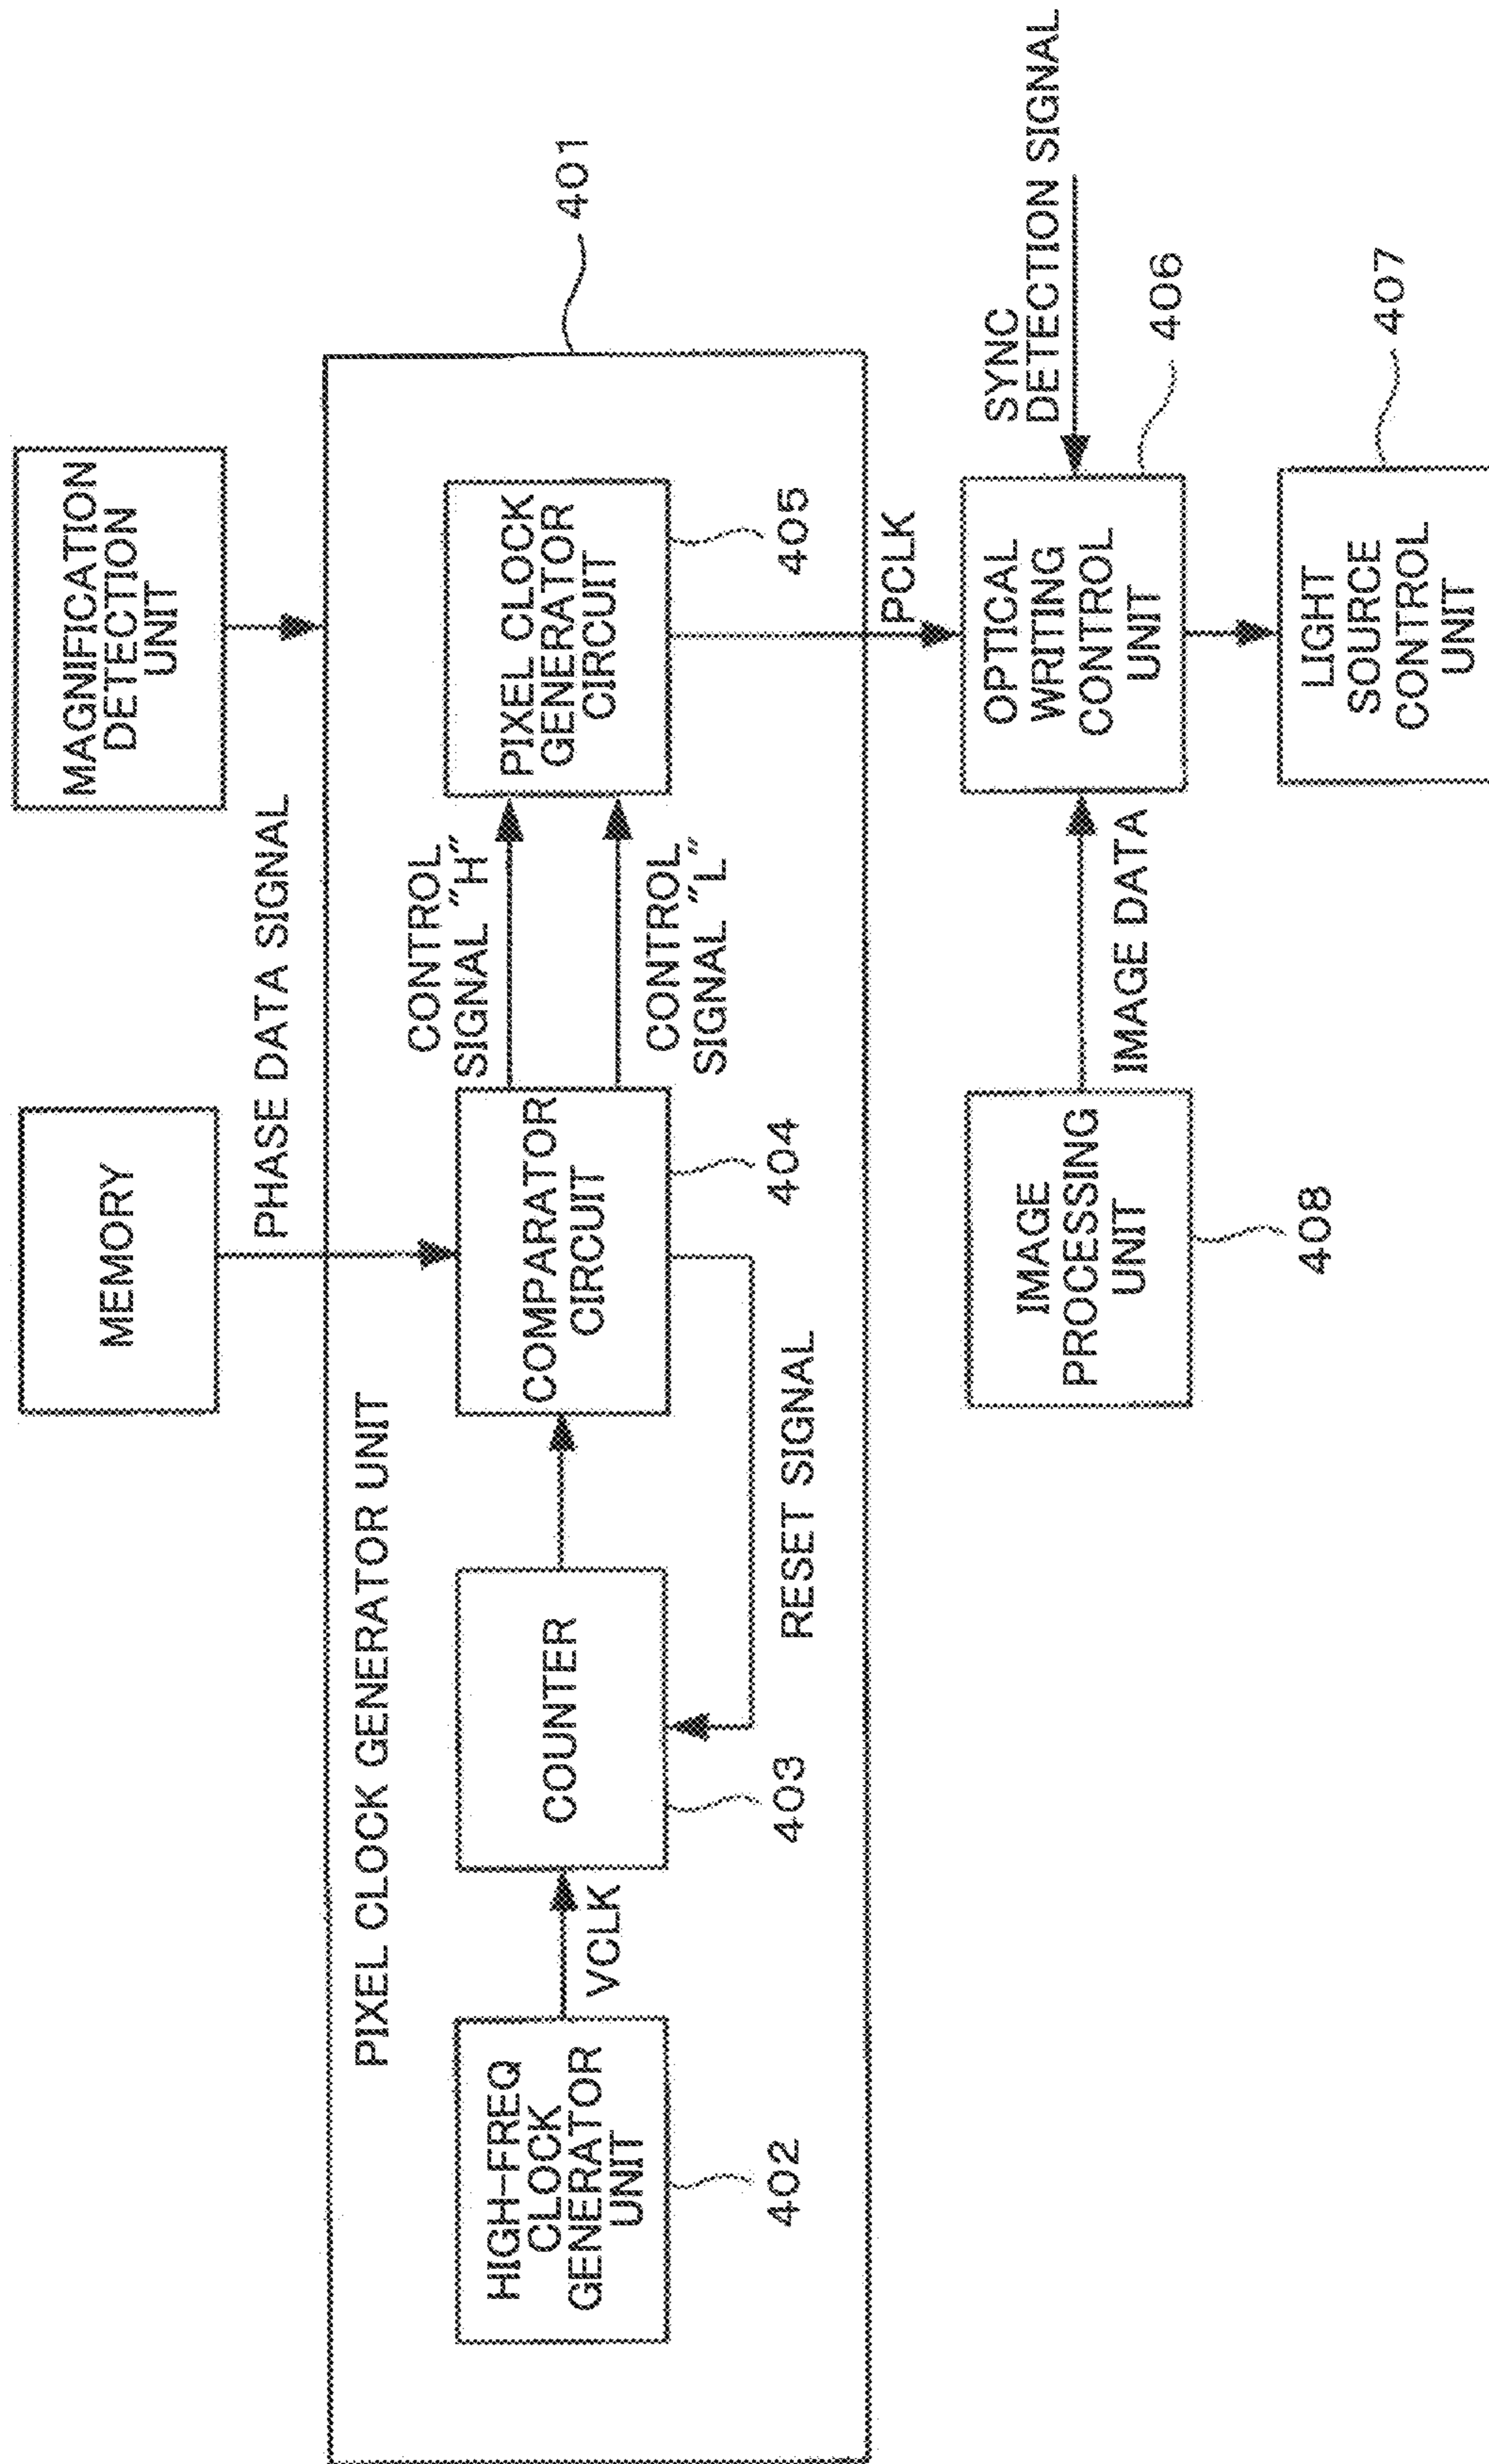 MEMORY
MAGNIFICATION
DETECTION
UNIT
PHASE DATA SIGNAL
PIXEL CLOCK GENERATOR UNIT
401
HIGH-FREQ
CLOCK
GENERATOR
UNIT
402
VCLK
COUNTER
403
RESET SIGNAL
COMPARATOR
CIRCUIT
404
CONTROL
SIGNAL "H"
CONTROL
SIGNAL "L"
PIXEL CLOCK
GENERATOR
CIRCUIT
405
PCLK
SYNC
DETECTION SIGNAL
IMAGE
PROCESSING
UNIT
408
IMAGE DATA
OPTICAL
WRITING
CONTROL
UNIT
406
LIGHT
SOURCE
CONTROL
UNIT
407